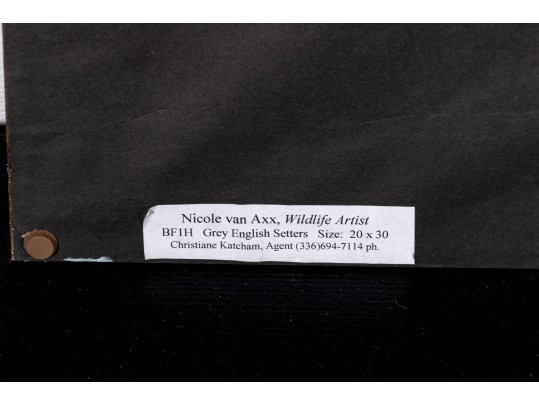 Nicole van Axx, Wildlife Artist
BF1H Grey English Setters Size: 20 x 30
Christiane Katcham, Agent (336)694-7114 ph.